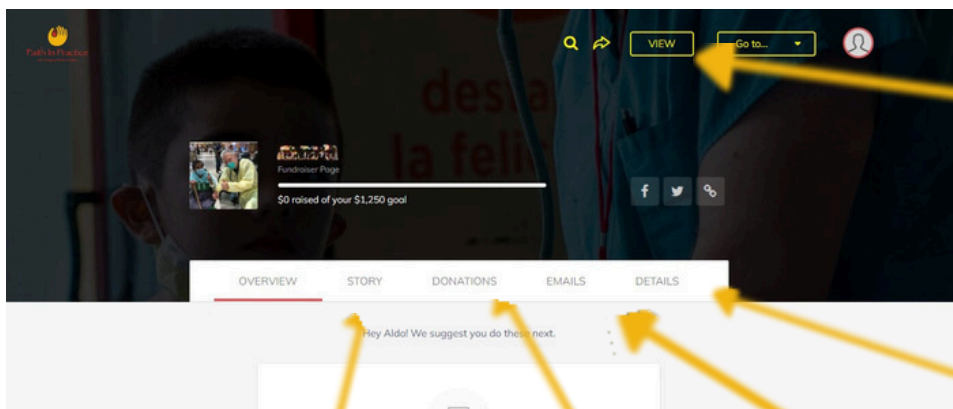 Faith In Practice
VIEW
Go to...
desta
la feli
Fundraiser Page
$0 raised of your $1,250 goal
OVERVIEW STORY DONATIONS EMAILS DETAILS
Hey Aldo! We suggest you do these next.